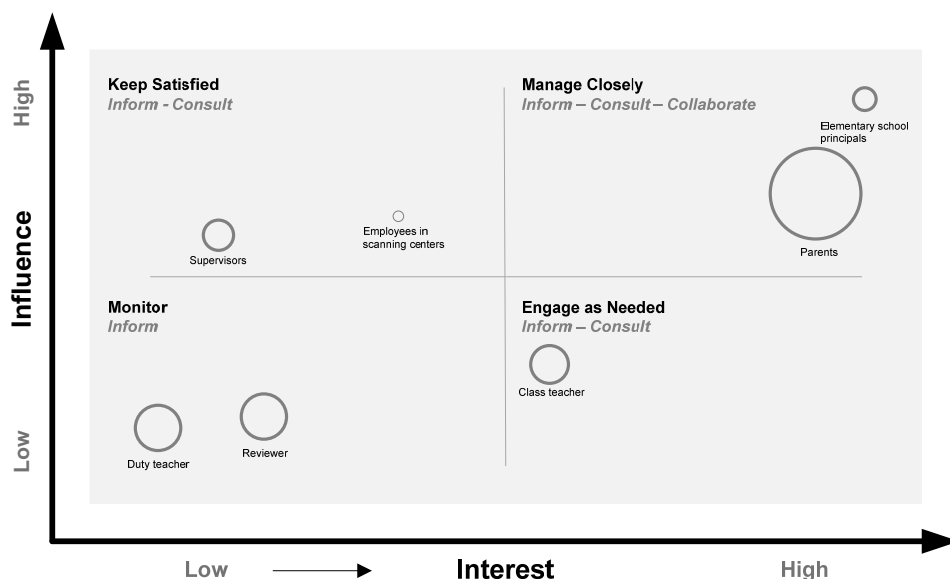 Keep Satisfied
Inform - Consult
Manage Closely
Inform – Consult – Collaborate
High
Elementary school
principals
Employees in
scanning centers
Supervisors
Parents
Influence
Monitor
Inform
Engage as Needed
Inform – Consult
Class teacher
Low
Duty teacher
Reviewer
Low
Interest
High